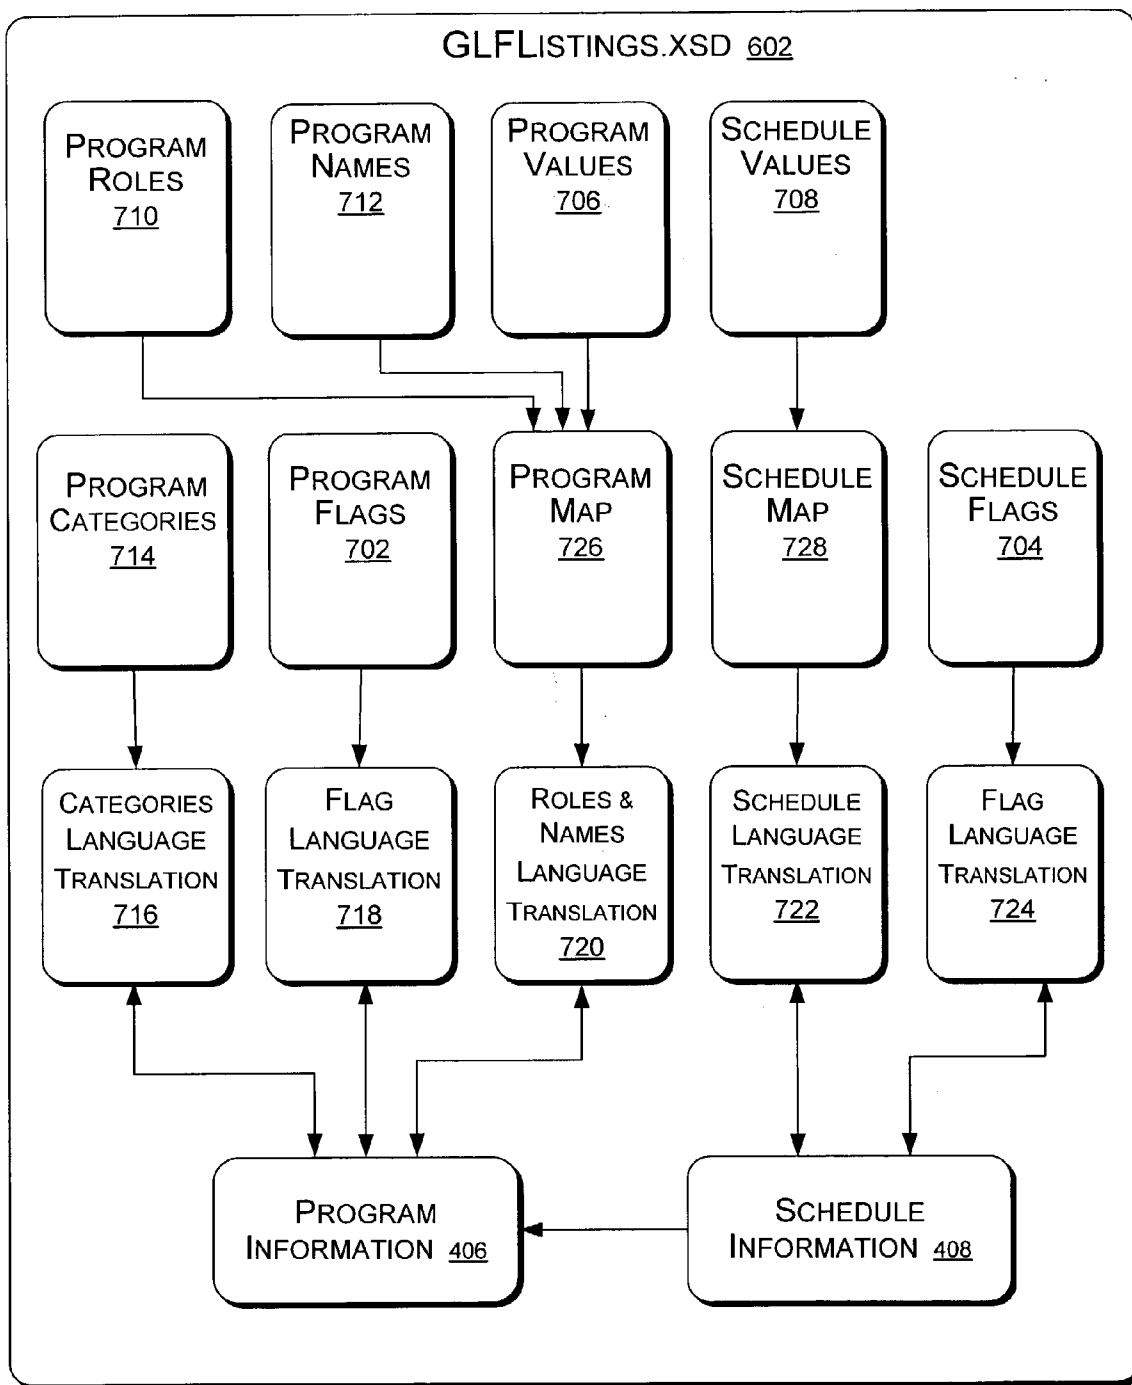 GLFLISTINGS.XSD 602
PROGRAM
ROLES
710
PROGRAM
NAMES
712
PROGRAM
VALUES
706
SCHEDULE
VALUES
708
PROGRAM
CATEGORIES
714
PROGRAM
FLAGS
702
PROGRAM
MAP
726
SCHEDULE
MAP
728
SCHEDULE
FLAGS
704
CATEGORIES
LANGUAGE
TRANSLATION
716
FLAG
LANGUAGE
TRANSLATION
718
ROLES &
NAMES
LANGUAGE
TRANSLATION
720
SCHEDULE
LANGUAGE
TRANSLATION
722
FLAG
LANGUAGE
TRANSLATION
724
PROGRAM
INFORMATION 406
SCHEDULE
INFORMATION 408